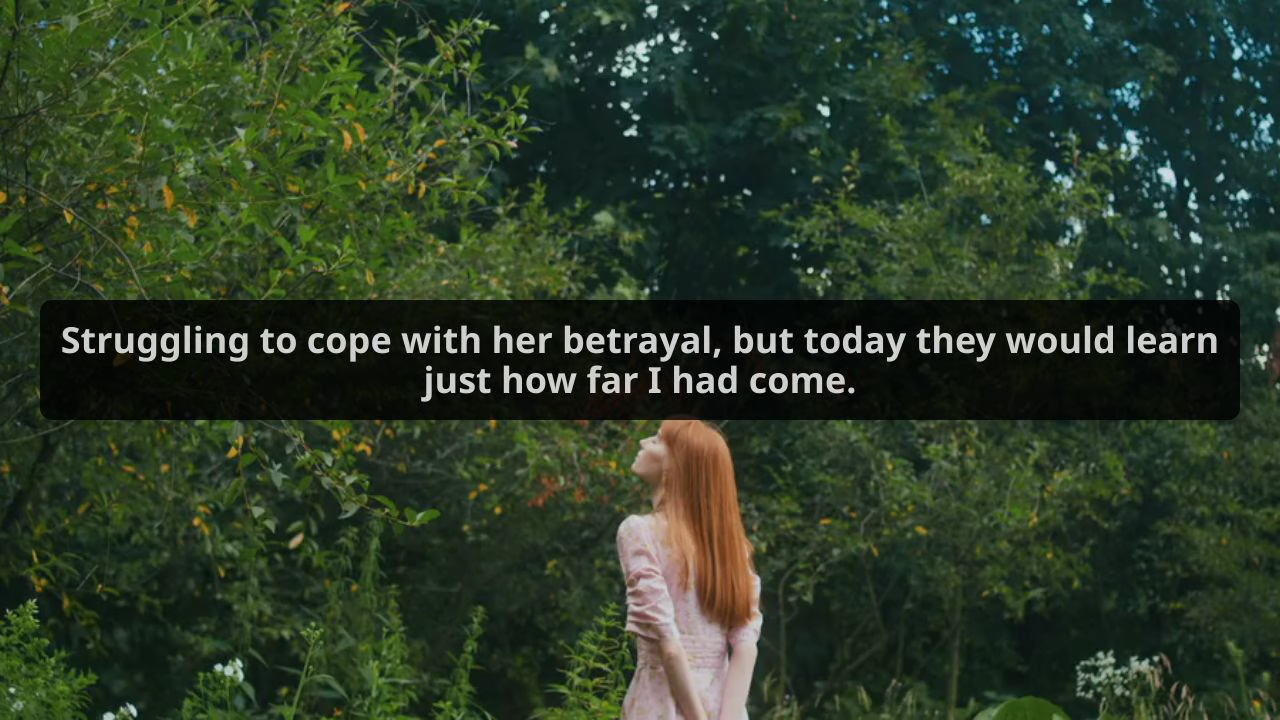 Struggling to cope with her betrayal, but today they would learn
just how far I had come.